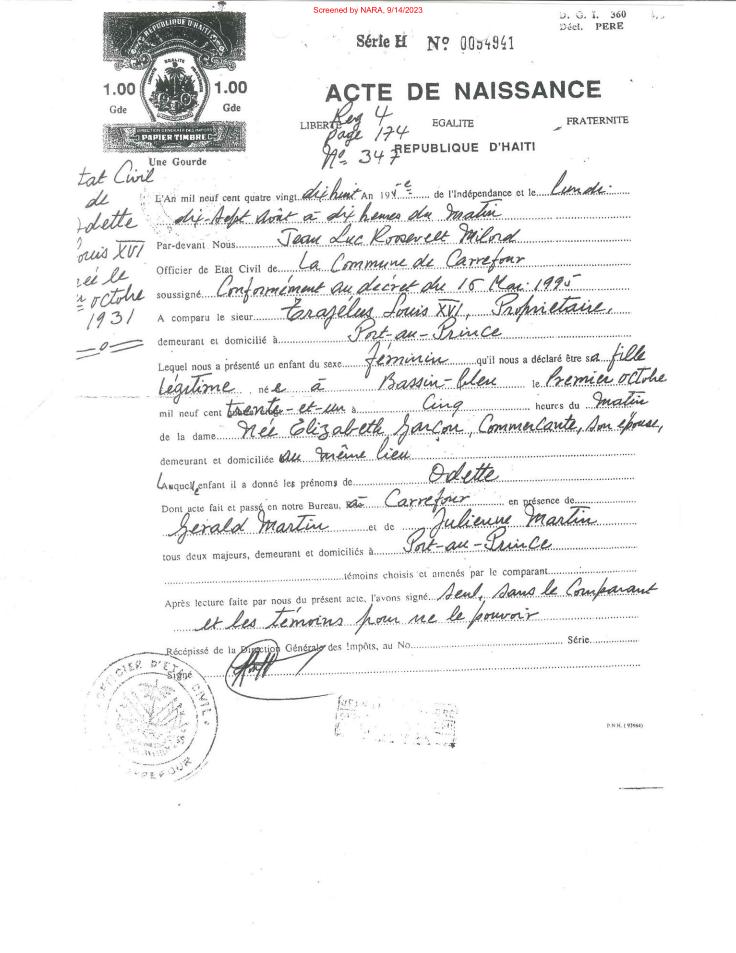 Screened by NARA, 9/14/2023
D. G. I. 360
Décl. PERE
Série H No 0054941
REPUBLIQUE D'HAITI
1.00 Gde
1.00 Gde
DIRECTION GENERALE DES IMPOTS
PAPIER TIMBRE
Une Gourde
ACTE DE NAISSANCE
LIBERTE EGALITE FRATERNITE
REPUBLIQUE D'HAITI
Reg 4
Page 174
No 347
tat Civil
de
Odette
ouis XVI
ée le
octobre
1931
L'An mil neuf cent quatre vingt dix huit An 195e de l'Indépendance et le lundi
dix-sept Août à dix heures du Matin
Par-devant Nous Jean Luc Roosevelt Milord
Officier de Etat Civil de La Commune de Carrefour
soussigné Conformément au décret du 16 Mai 1995
A comparu le sieur Erajélus Louis XVI, Propriétaire,
demeurant et domicilié à Port-au-Prince
Lequel nous a présenté un enfant du sexe féminin qu'il nous a déclaré être sa fille
légitime née à Bassin-bleu le Premier octobre
mil neuf cent trente-et-un à Cinq heures du Matin
de la dame Née Elizabeth Garçon, Commercante, son épouse,
demeurant et domiciliée au même lieu
Auquel enfant il a donné les prénoms de Odette
Dont acte fait et passé en notre Bureau, à Carrefour en présence de
Gerald Martin et de Julienne Martin
tous deux majeurs, demeurant et domiciliés à Port-au-Prince
témoins choisis et amenés par le comparant
Après lecture faite par nous du présent acte, l'avons signé seul, sans le Comparant
et les témoins pour ne le pouvoir
Récépissé de la Direction Générale des Impôts, au No. Série.
Signé
OFFICIER D'ETAT CIVIL
CARREFOUR
P.N.H. (93964)